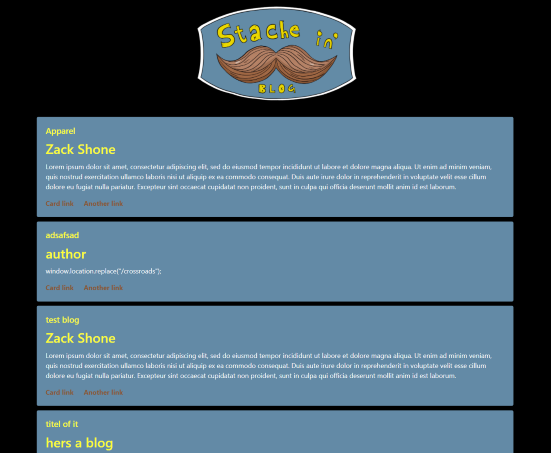 Stache in'
BLOG
Apparel
Zack Shone
Lorem ipsum dolor sit amet, consectetur adipiscing elit, sed do eiusmod tempor incididunt ut labore et dolore magna aliqua. Ut enim ad minim veniam,
quis nostrud exercitation ullamco laboris nisi ut aliquip ex ea commodo consequat. Duis aute irure dolor in reprehenderit in voluptate velit esse cillum
dolore eu fugiat nulla pariatur. Excepteur sint occaecat cupidatat non proident, sunt in culpa qui officia deserunt mollit anim id est laborum.
Card link Another link
adsafsad
author
window.location.replace("/crossroads");
Card link Another link
test blog
Zack Shone
Lorem ipsum dolor sit amet, consectetur adipiscing elit, sed do eiusmod tempor incididunt ut labore et dolore magna aliqua. Ut enim ad minim veniam,
quis nostrud exercitation ullamco laboris nisi ut aliquip ex ea commodo consequat. Duis aute irure dolor in reprehenderit in voluptate velit esse cillum
dolore eu fugiat nulla pariatur. Excepteur sint occaecat cupidatat non proident, sunt in culpa qui officia deserunt mollit anim id est laborum.
Card link Another link
titel of it
hers a blog